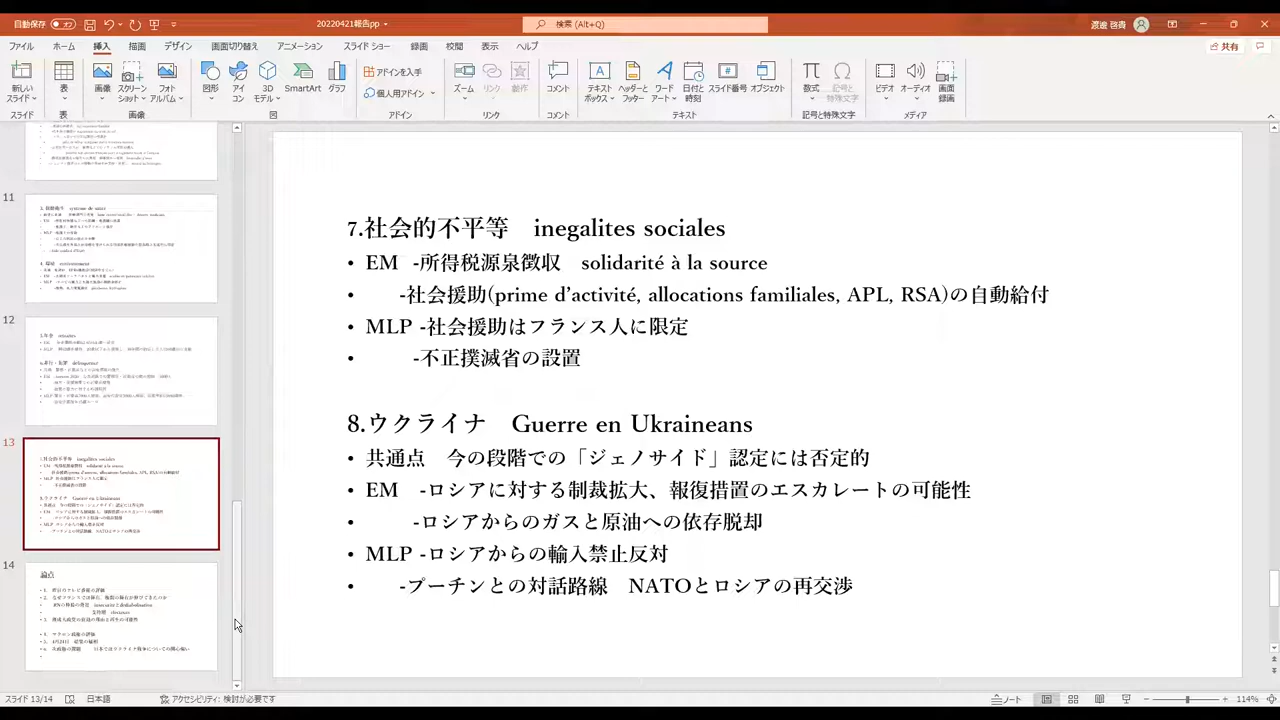 自動保存
20220421報告pp
検索 (Alt+Q)
渡邊 啓貴
ファイル ホーム 挿入 描画 デザイン 画面切り替え アニメーション スライド ショー 録画 校閲 表示 ヘルプ
共有
新しいスライド
表
画像
スクリーンショット
フォトアルバム
図形
アイコン
3Dモデル
SmartArt
グラフ
アドインを入手
個人用アドイン
ズーム
リンク
動作
コメント
テキストボックス
ヘッダーとフッター
ワードアート
日付と時刻
スライド番号
オブジェクト
数式
記号と特殊文字
ビデオ
オーディオ
画面録画
スライド 表 画像 図 アドイン リンク コメント テキスト 記号と特殊文字 メディア
11
12
13
14
論点
7.社会的不平等 inegalites sociales
• EM -所得税源泉徴収 solidarité à la source
• -社会援助(prime d’activité, allocations familiales, APL, RSA)の自動給付
• MLP -社会援助はフランス人に限定
• -不正撲滅省の設置
8.ウクライナ Guerre en Ukraineans
• 共通点 今の段階での「ジェノサイド」認定には否定的
• EM -ロシアに対する制裁拡大、報復措置のエスカレートの可能性
• -ロシアからのガスと原油への依存脱却
• MLP -ロシアからの輸入禁止反対
• -プーチンとの対話路線 NATOとロシアの再交渉
スライド 13/14
日本語
アクセシビリティ: 検討が必要です
ノート
114%